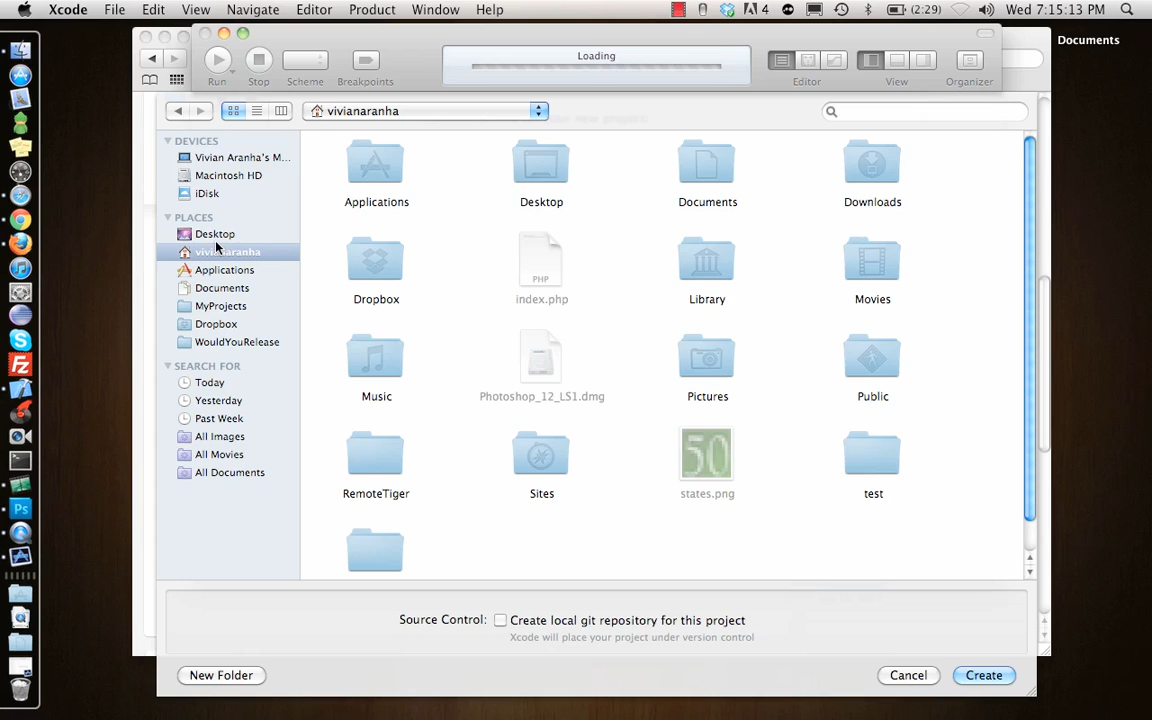 Xcode File Edit View Navigate Editor Product Window Help 4 (2:29) Wed 7:15:13 PM
Documents
Loading
Run Stop Scheme Breakpoints Editor View Organizer
vivianaranha
DEVICES
Vivian Aranha's M...
Macintosh HD
iDisk
PLACES
Desktop
vivianaranha
Applications
Documents
MyProjects
Dropbox
WouldYouRelease
SEARCH FOR
Today
Yesterday
Past Week
All Images
All Movies
All Documents
Applications Desktop Documents Downloads
PHP
Dropbox index.php Library Movies
Music Photoshop_12_LS1.dmg Pictures Public
50
RemoteTiger Sites states.png test
Source Control: Create local git repository for this project
Xcode will place your project under version control
New Folder Cancel Create
Ps
Fz